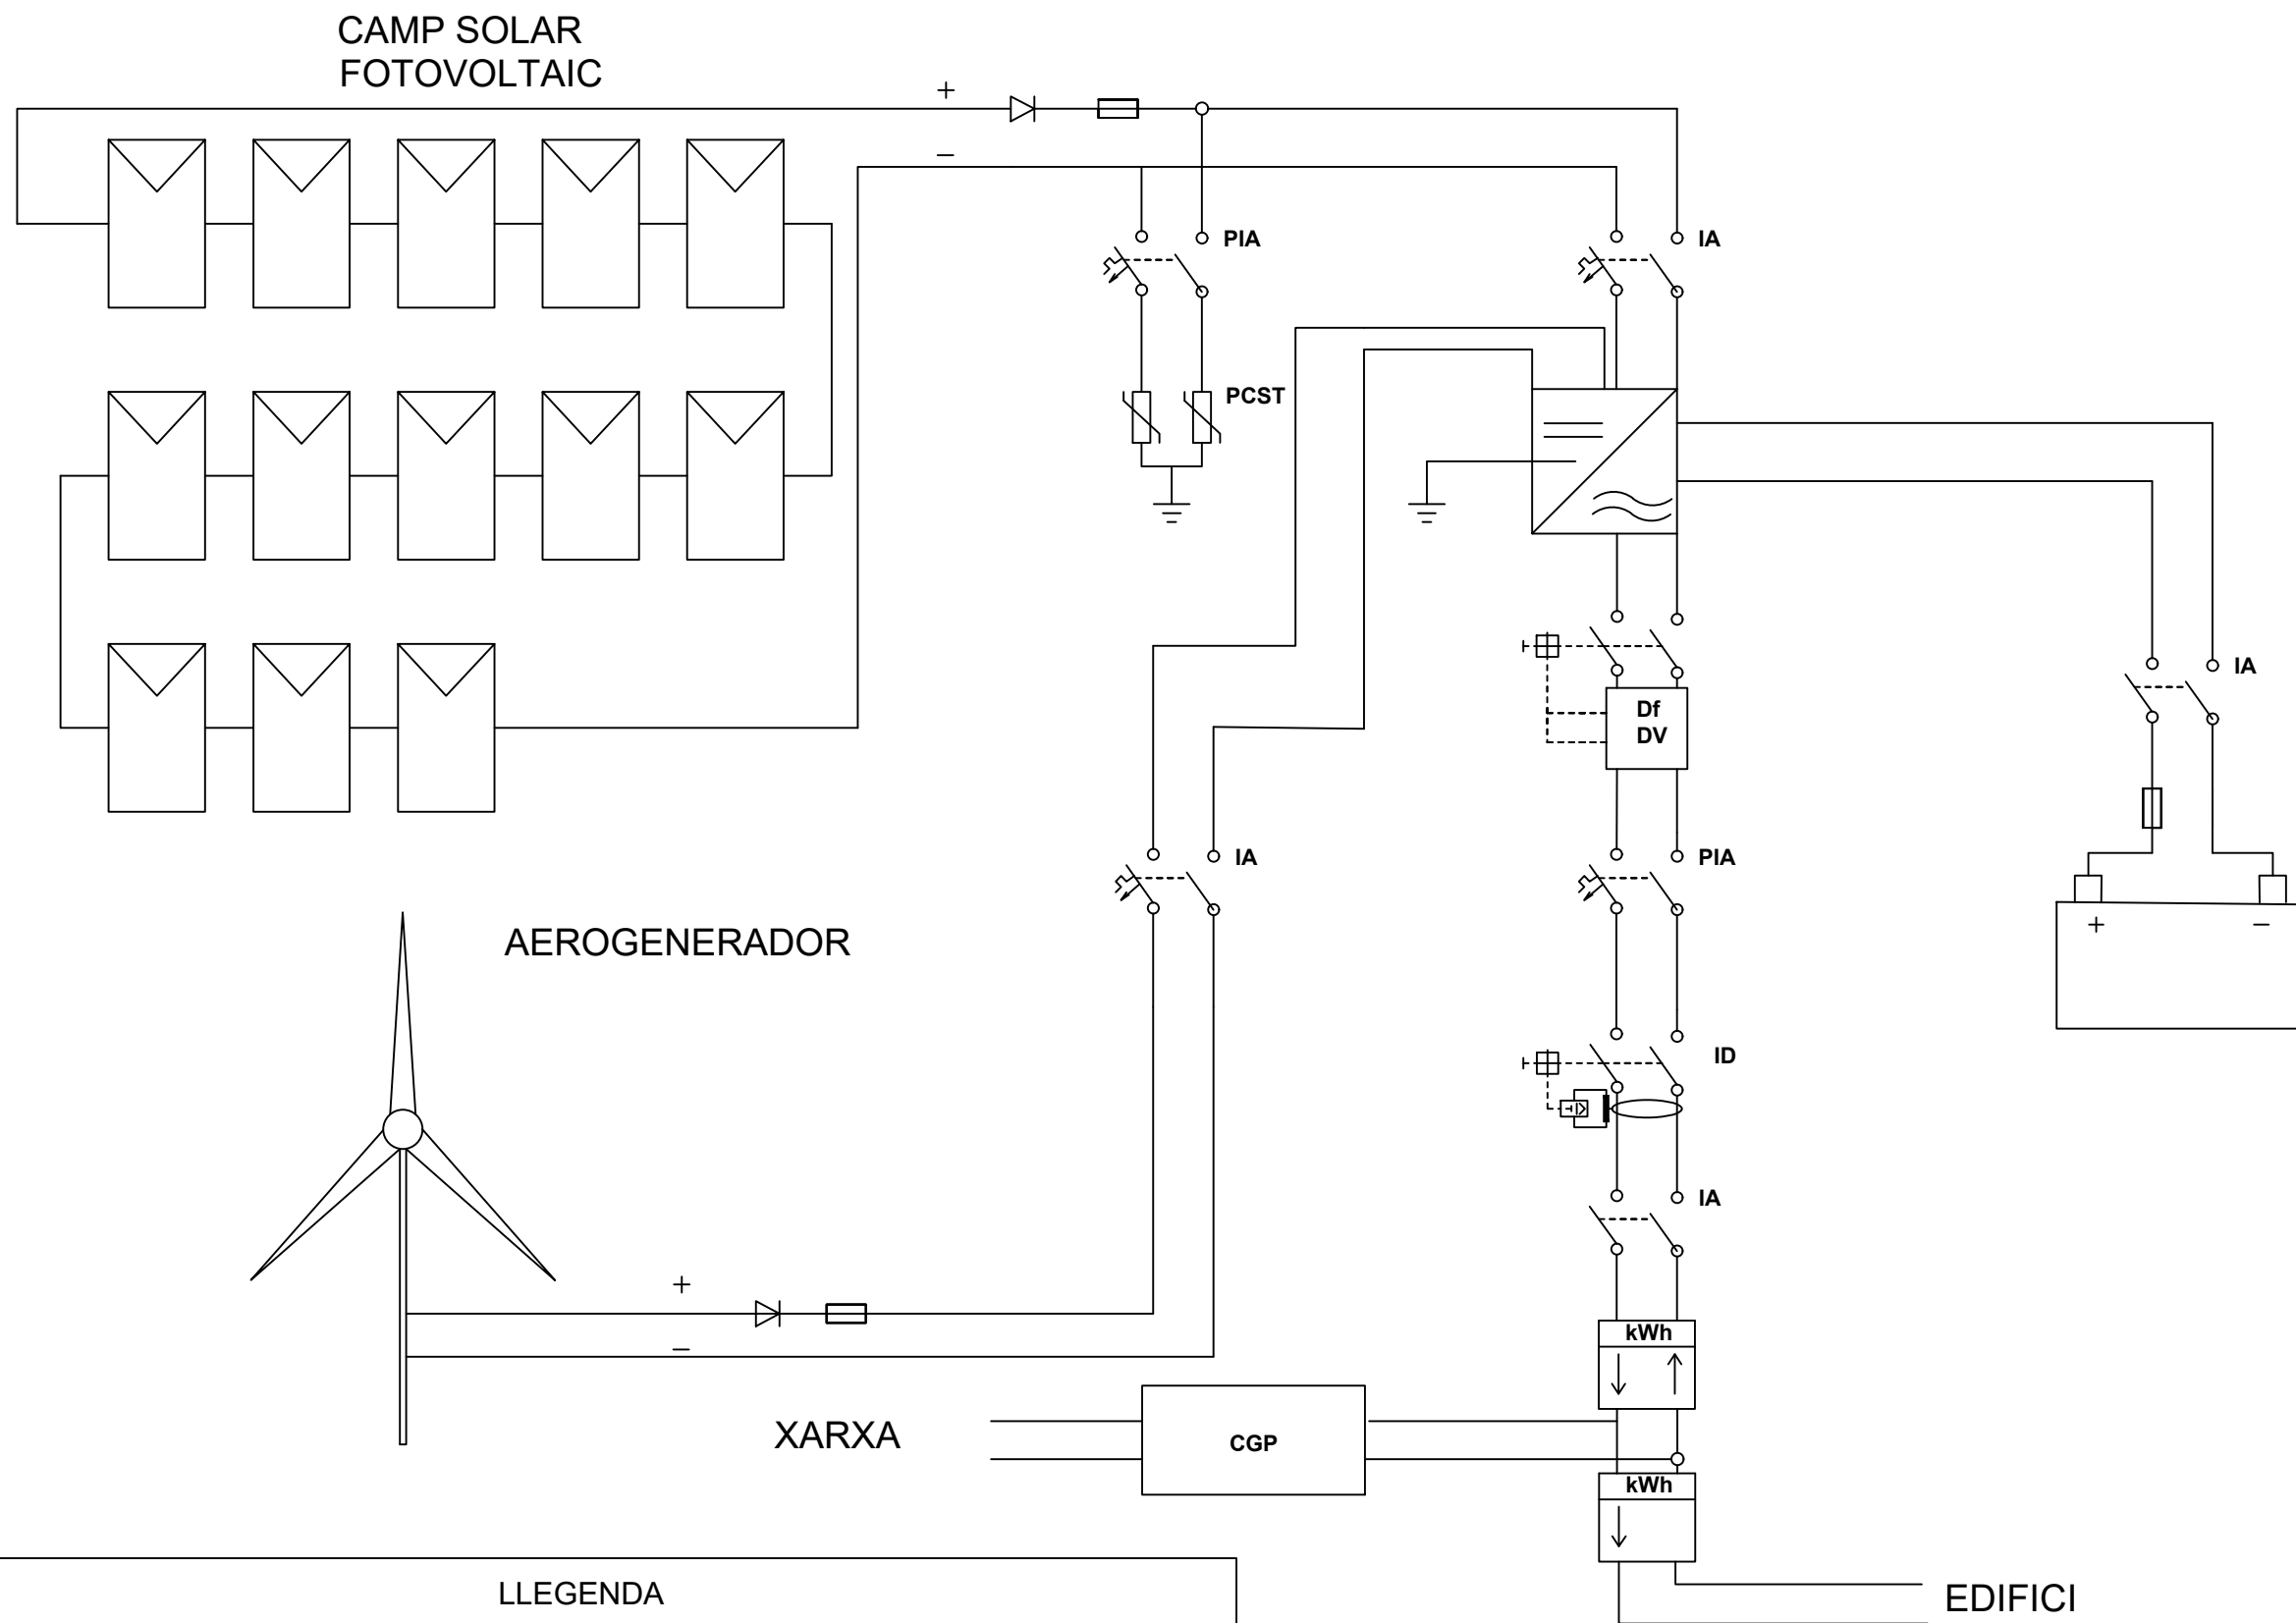 CAMP SOLAR
FOTOVOLTAIC
+
–
PIA
IA
PCST
IA
Df
DV
IA
PIA
+ –
AEROGENERADOR
ID
IA
+
–
kWh
XARXA
CGP
kWh
LLEGENDA
EDIFICI